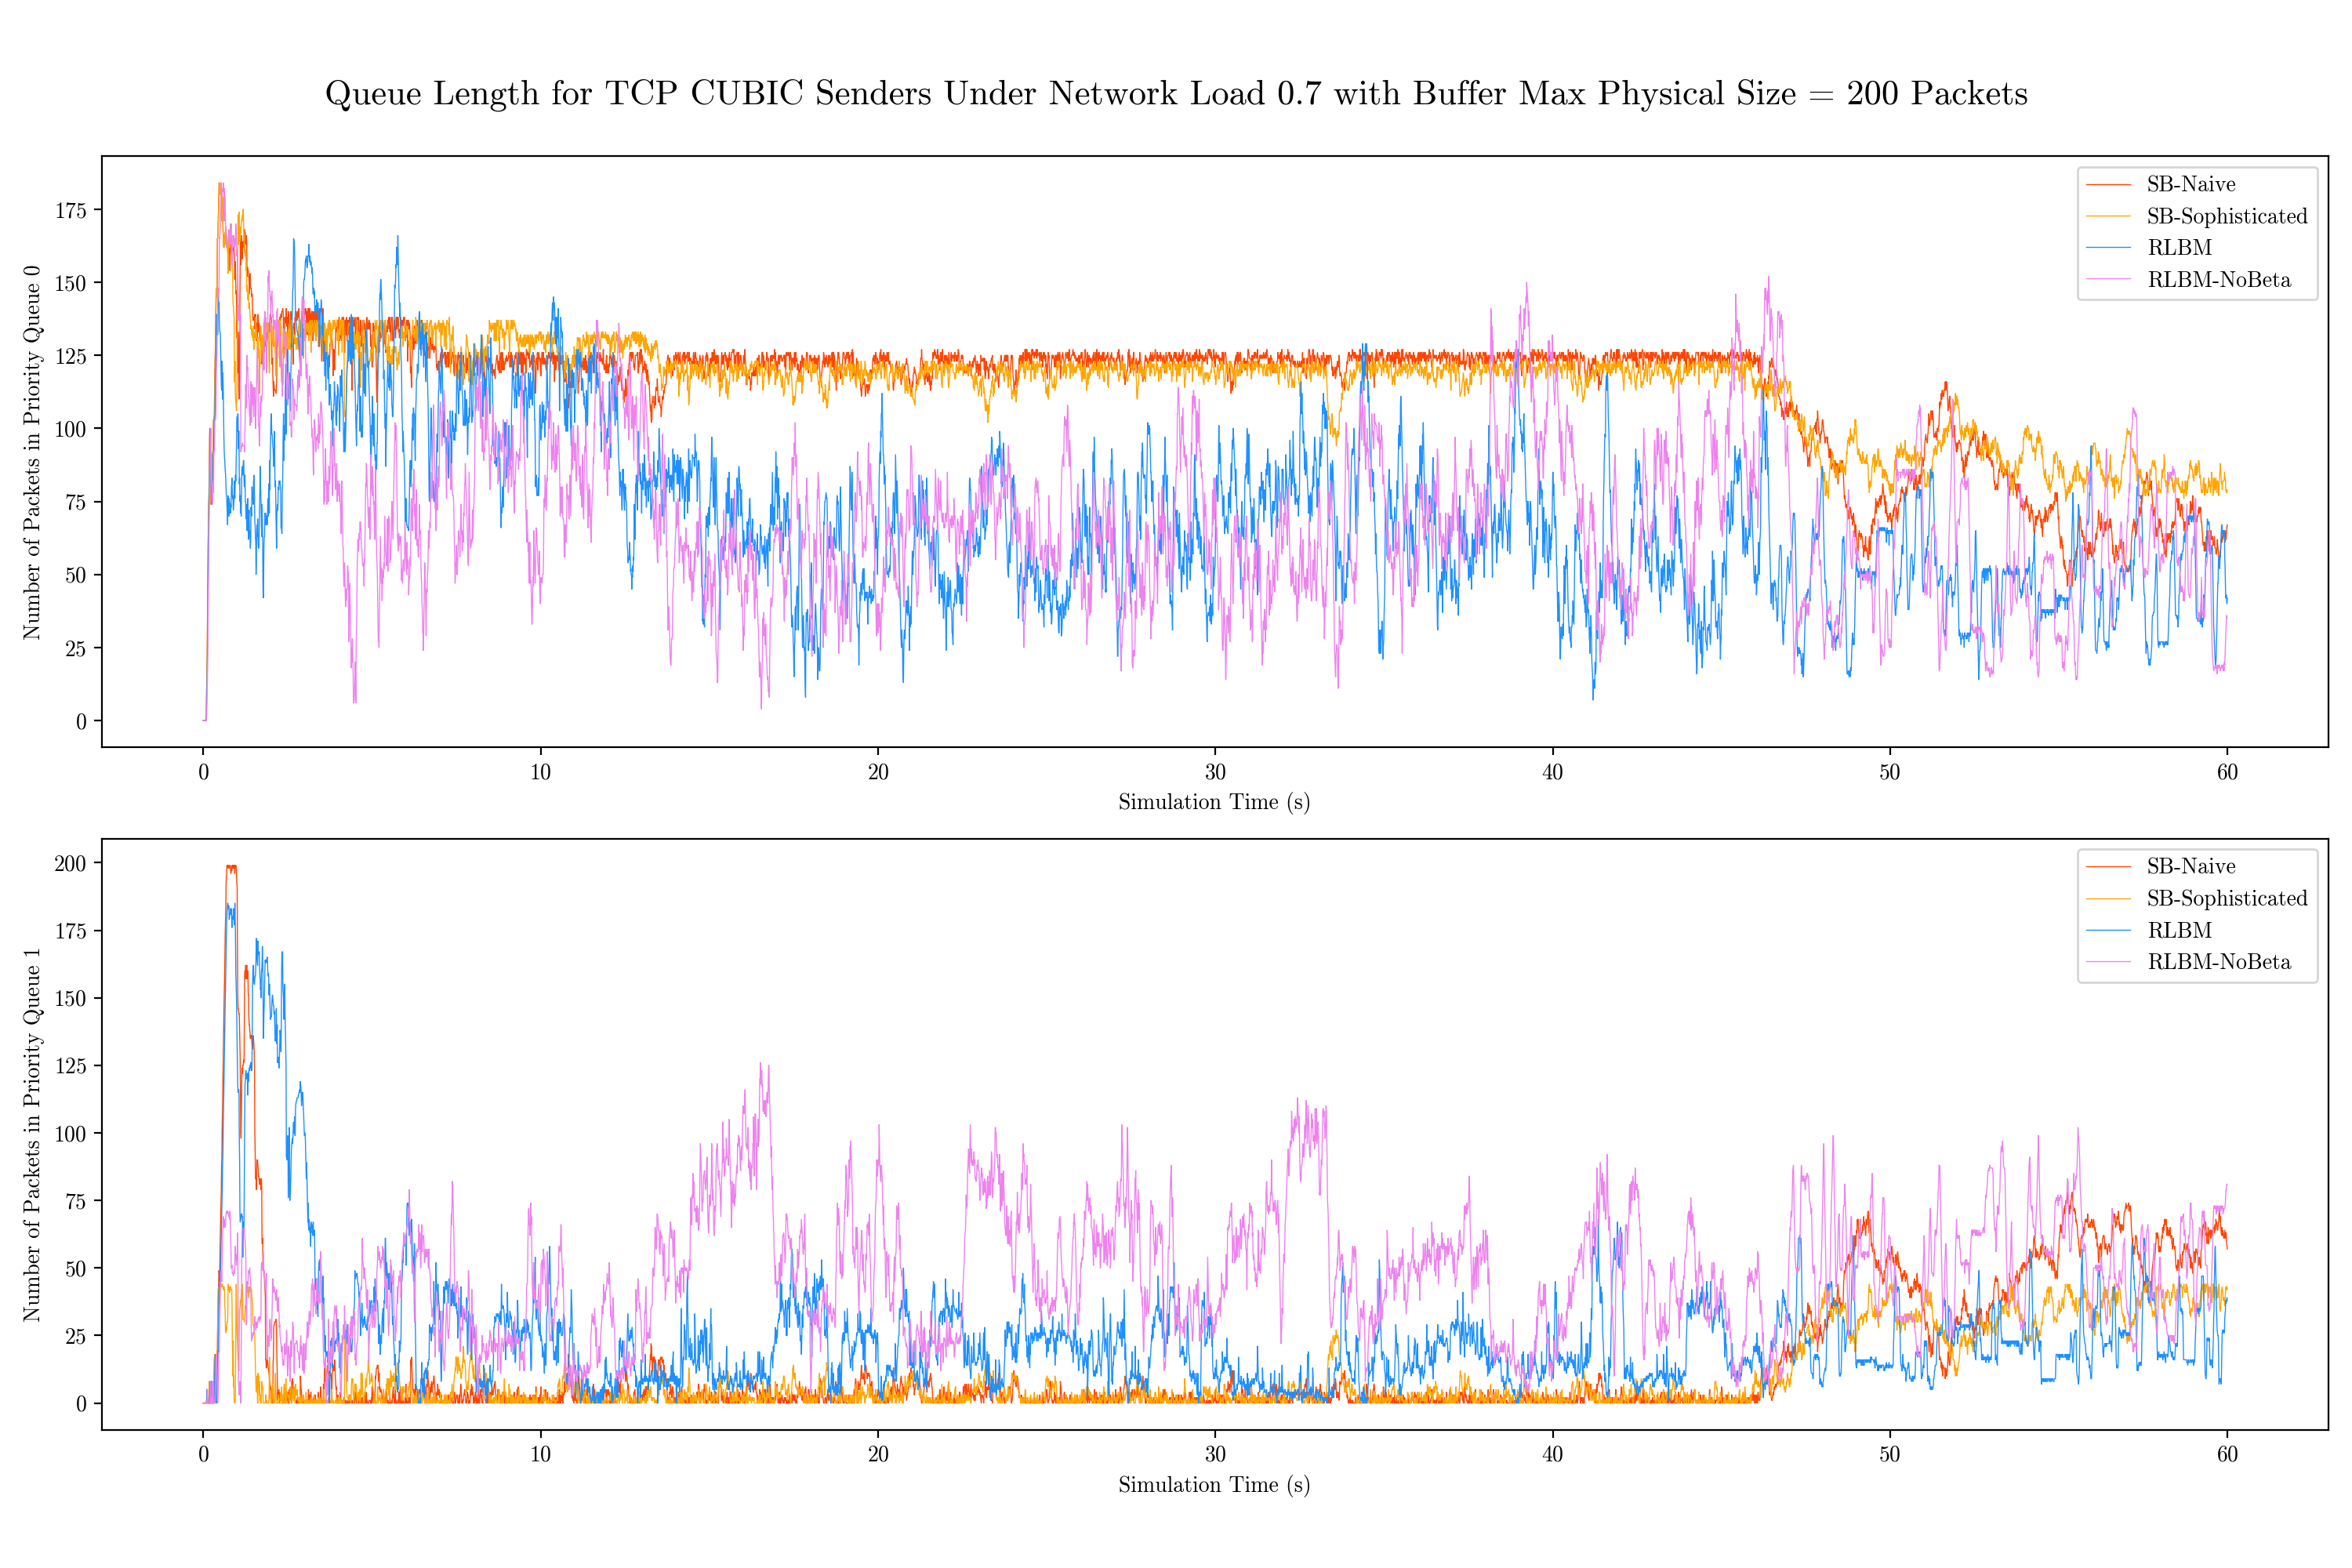 Queue Length for TCP CUBIC Senders Under Network Load 0.7 with Buffer Max Physical Size = 200 Packets
Number of Packets in Priority Queue 0
175
150
125
100
75
50
25
0
SB-Naive
SB-Sophisticated
RLBM
RLBM-NoBeta
0 10 20 30 40 50 60
Simulation Time (s)
Number of Packets in Priority Queue 1
200
175
150
125
100
75
50
25
0
SB-Naive
SB-Sophisticated
RLBM
RLBM-NoBeta
0 10 20 30 40 50 60
Simulation Time (s)